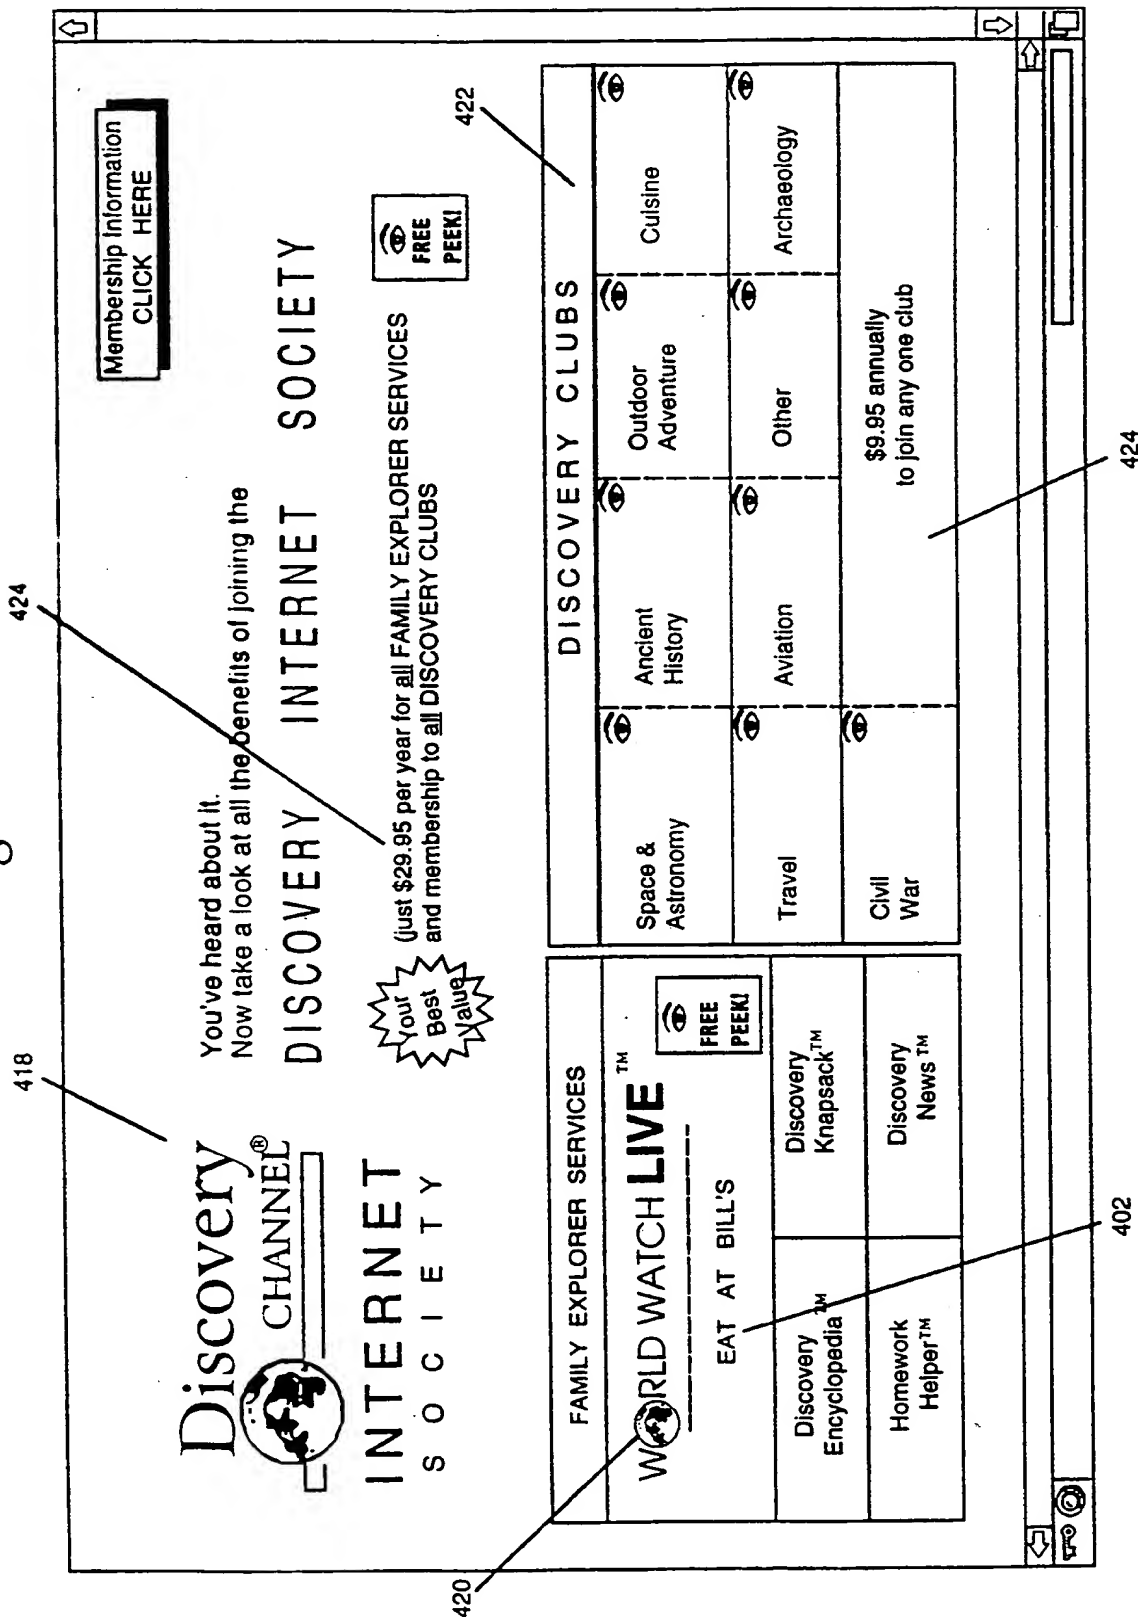 418
424
Discovery
CHANNEL®
INTERNET
SOCIETY
You've heard about it.
Now take a look at all the benefits of joining the
DISCOVERY INTERNET SOCIETY
Membership Information
CLICK HERE
Your
Best
Value
(just $29.95 per year for all FAMILY EXPLORER SERVICES
and membership to all DISCOVERY CLUBS
FREE
PEEK!
420
FAMILY EXPLORER SERVICES
WORLD WATCH LIVE™
EAT AT BILL'S
FREE
PEEK!
Discovery
Encyclopedia™
Discovery
Knapsack™
Homework
Helper™
Discovery
News™
402
422
DISCOVERY CLUBS
Space &
Astronomy
Ancient
History
Outdoor
Adventure
Cuisine
Travel
Aviation
Other
Archaeology
Civil
War
$9.95 annually
to join any one club
424